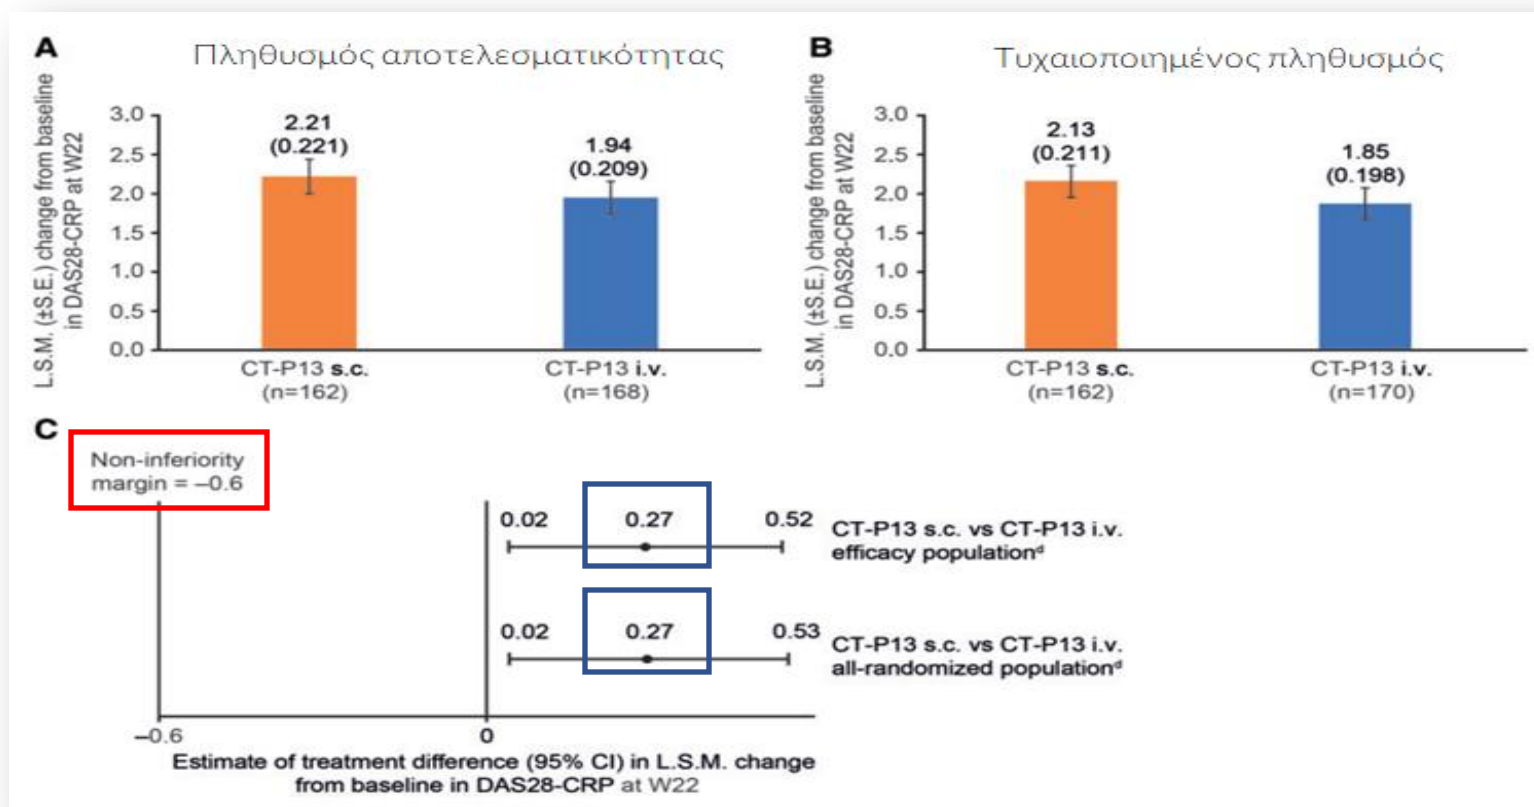 A
Πληθυσμός αποτελεσματικότητας
L.S.M. (±S.E.) change from baseline
in DAS28-CRP at W22
3.0
2.5
2.0
1.5
1.0
0.5
0.0
2.21
(0.221)
1.94
(0.209)
CT-P13 s.c.
(n=162)
CT-P13 i.v.
(n=168)
B
Τυχαιοποιημένος πληθυσμός
L.S.M. (±S.E.) change from baseline
in DAS28-CRP at W22
3.0
2.5
2.0
1.5
1.0
0.5
0.0
2.13
(0.211)
1.85
(0.198)
CT-P13 s.c.
(n=162)
CT-P13 i.v.
(n=170)
C
Non-inferiority
margin = –0.6
0.02 0.27 0.52
CT-P13 s.c. vs CT-P13 i.v.
efficacy populationᵈ
0.02 0.27 0.53
CT-P13 s.c. vs CT-P13 i.v.
all-randomized populationᵈ
–0.6 0
Estimate of treatment difference (95% CI) in L.S.M. change
from baseline in DAS28-CRP at W22